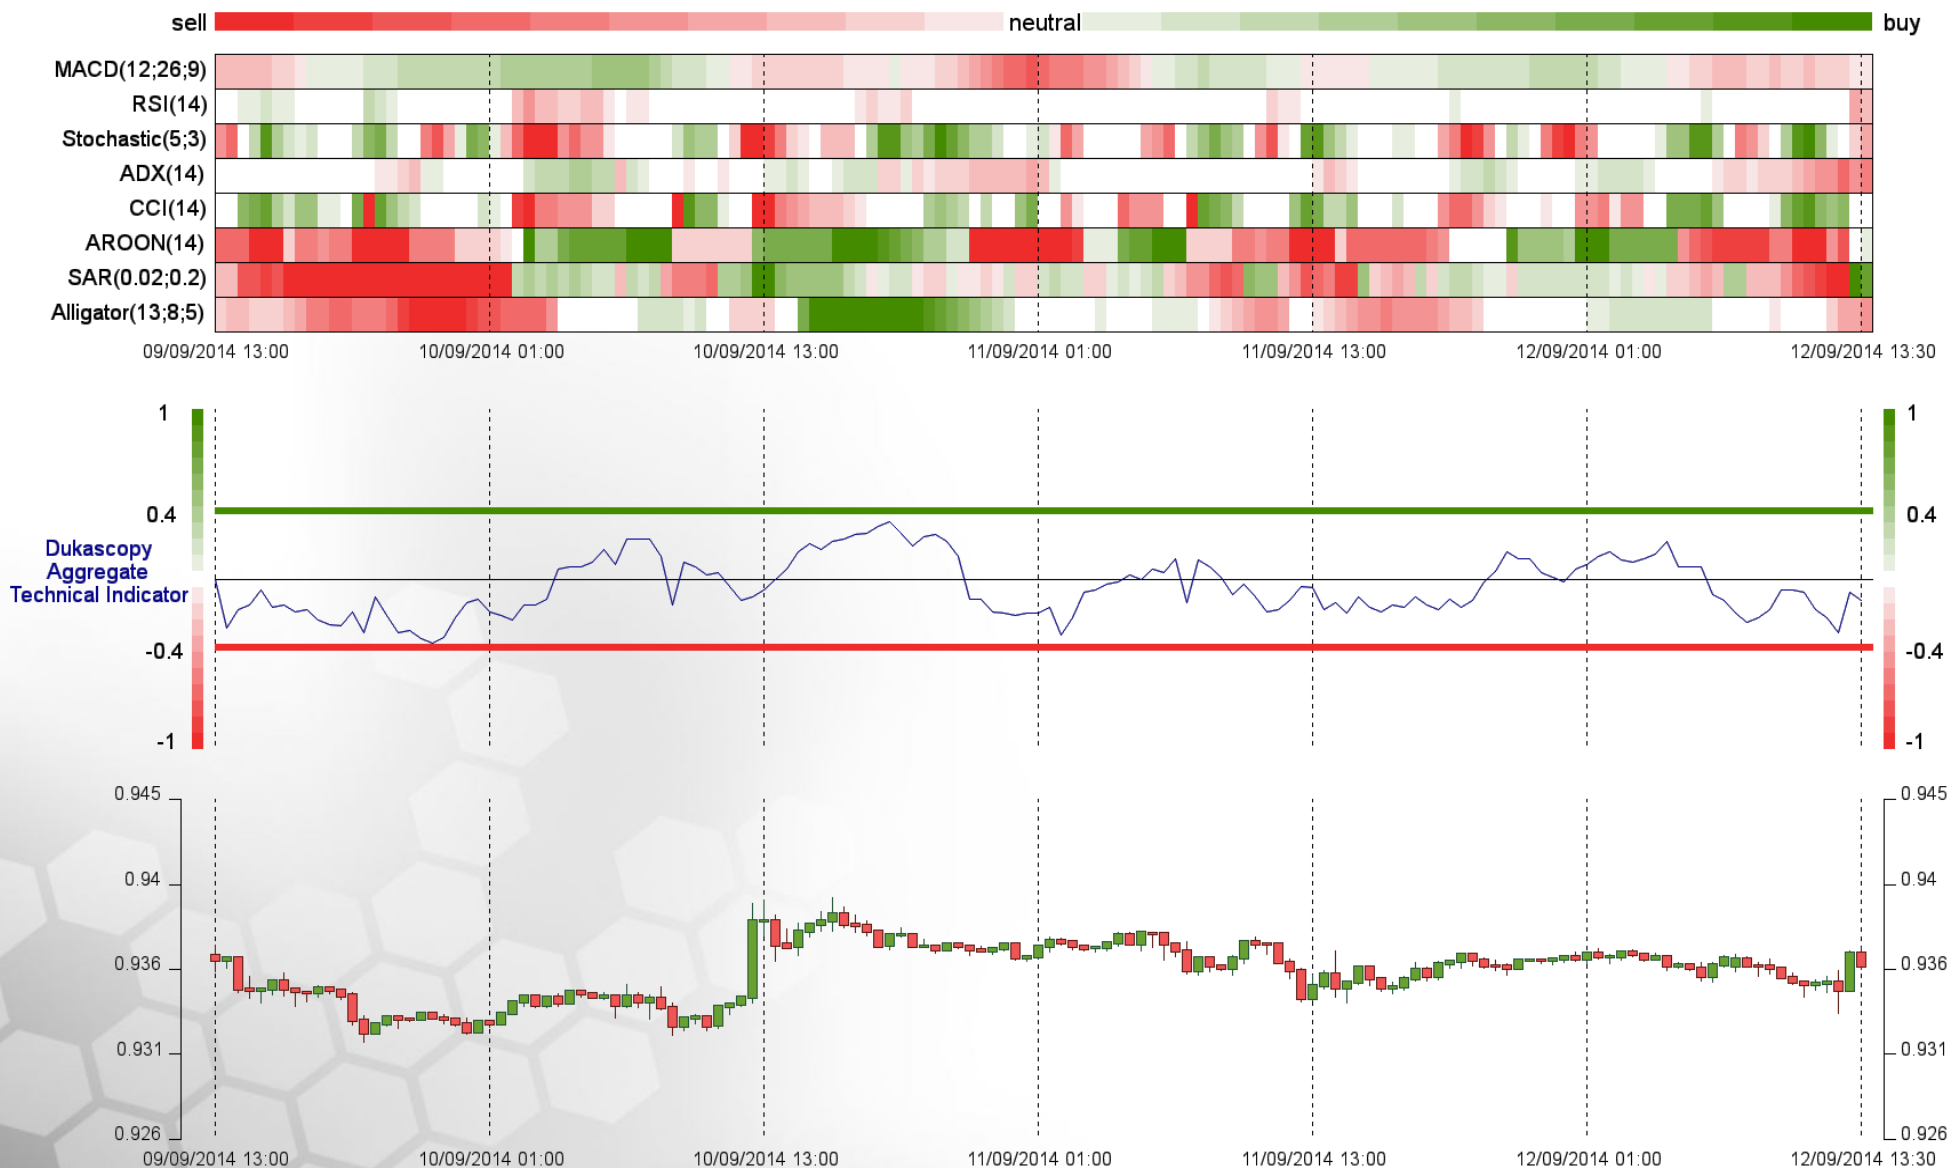 sell neutral buy
MACD(12;26;9)
RSI(14)
Stochastic(5;3)
ADX(14)
CCI(14)
AROON(14)
SAR(0.02;0.2)
Alligator(13;8;5)
09/09/2014 13:00 10/09/2014 01:00 10/09/2014 13:00 11/09/2014 01:00 11/09/2014 13:00 12/09/2014 01:00 12/09/2014 13:30
1 1
0.4 0.4
Dukascopy
Aggregate
Technical Indicator
-0.4 -0.4
-1 -1
0.945 0.945
0.94 0.94
0.936 0.936
0.931 0.931
0.926 0.926
09/09/2014 13:00 10/09/2014 01:00 10/09/2014 13:00 11/09/2014 01:00 11/09/2014 13:00 12/09/2014 01:00 12/09/2014 13:30